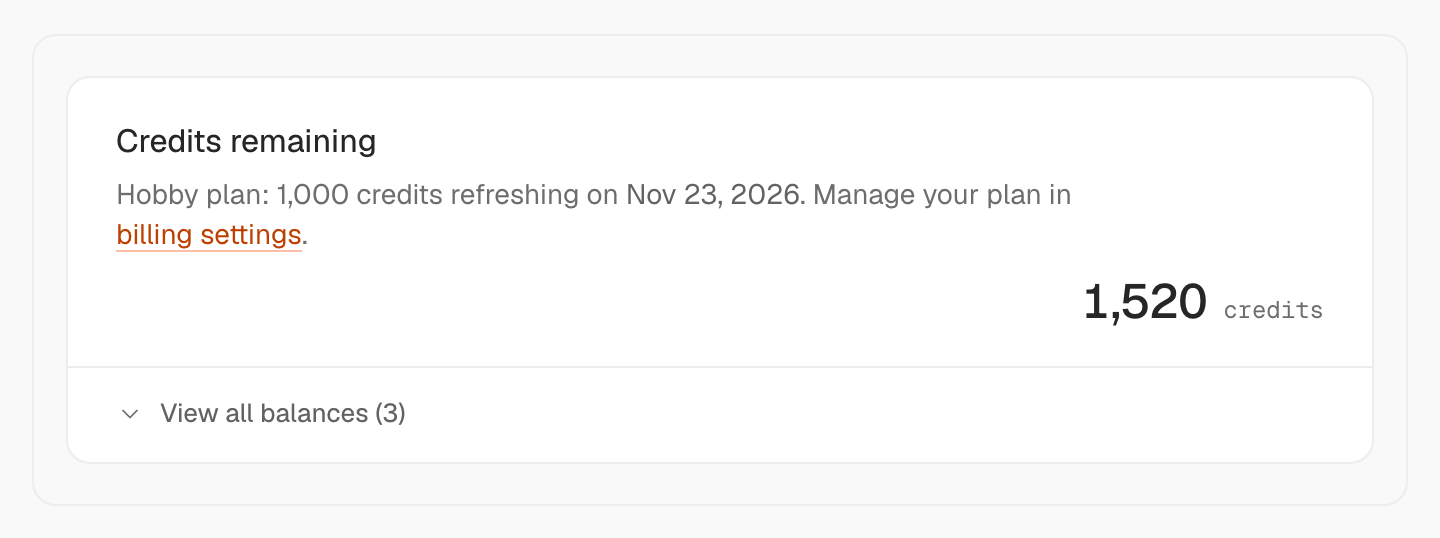 Credits remaining
Hobby plan: 1,000 credits refreshing on Nov 23, 2026. Manage your plan in
billing settings.
1,520 credits
View all balances (3)